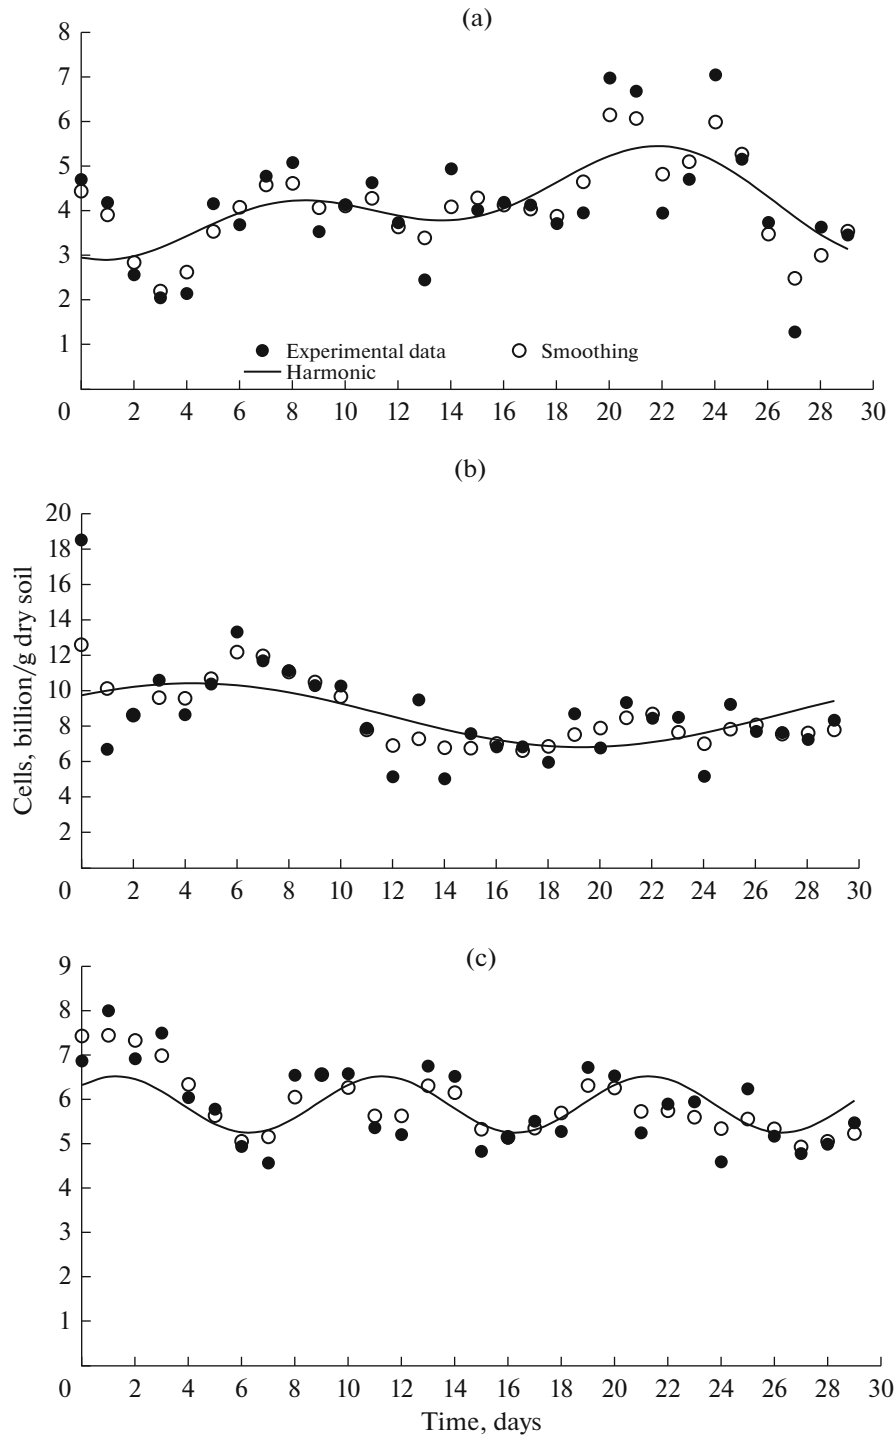 (a)
8
7
6
5
4
3
2
1
Experimental data Smoothing
Harmonic
0 2 4 6 8 10 12 14 16 18 20 22 24 26 28 30
(b)
Cells, billion/g dry soil
20
18
16
14
12
10
8
6
4
2
0 2 4 6 8 10 12 14 16 18 20 22 24 26 28 30
(c)
9
8
7
6
5
4
3
2
1
0 2 4 6 8 10 12 14 16 18 20 22 24 26 28 30
Time, days